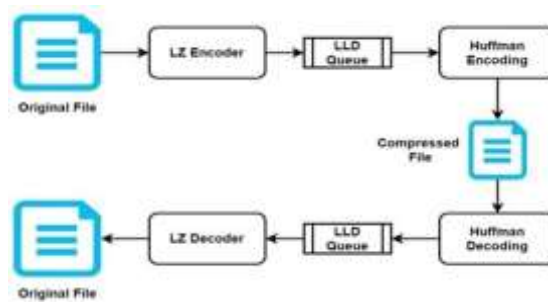 Original File
LZ Encoder
LLD
Queue
Huffman
Encoding
Compressed
File
Huffman
Decoding
LLD
Queue
LZ Decoder
Original File